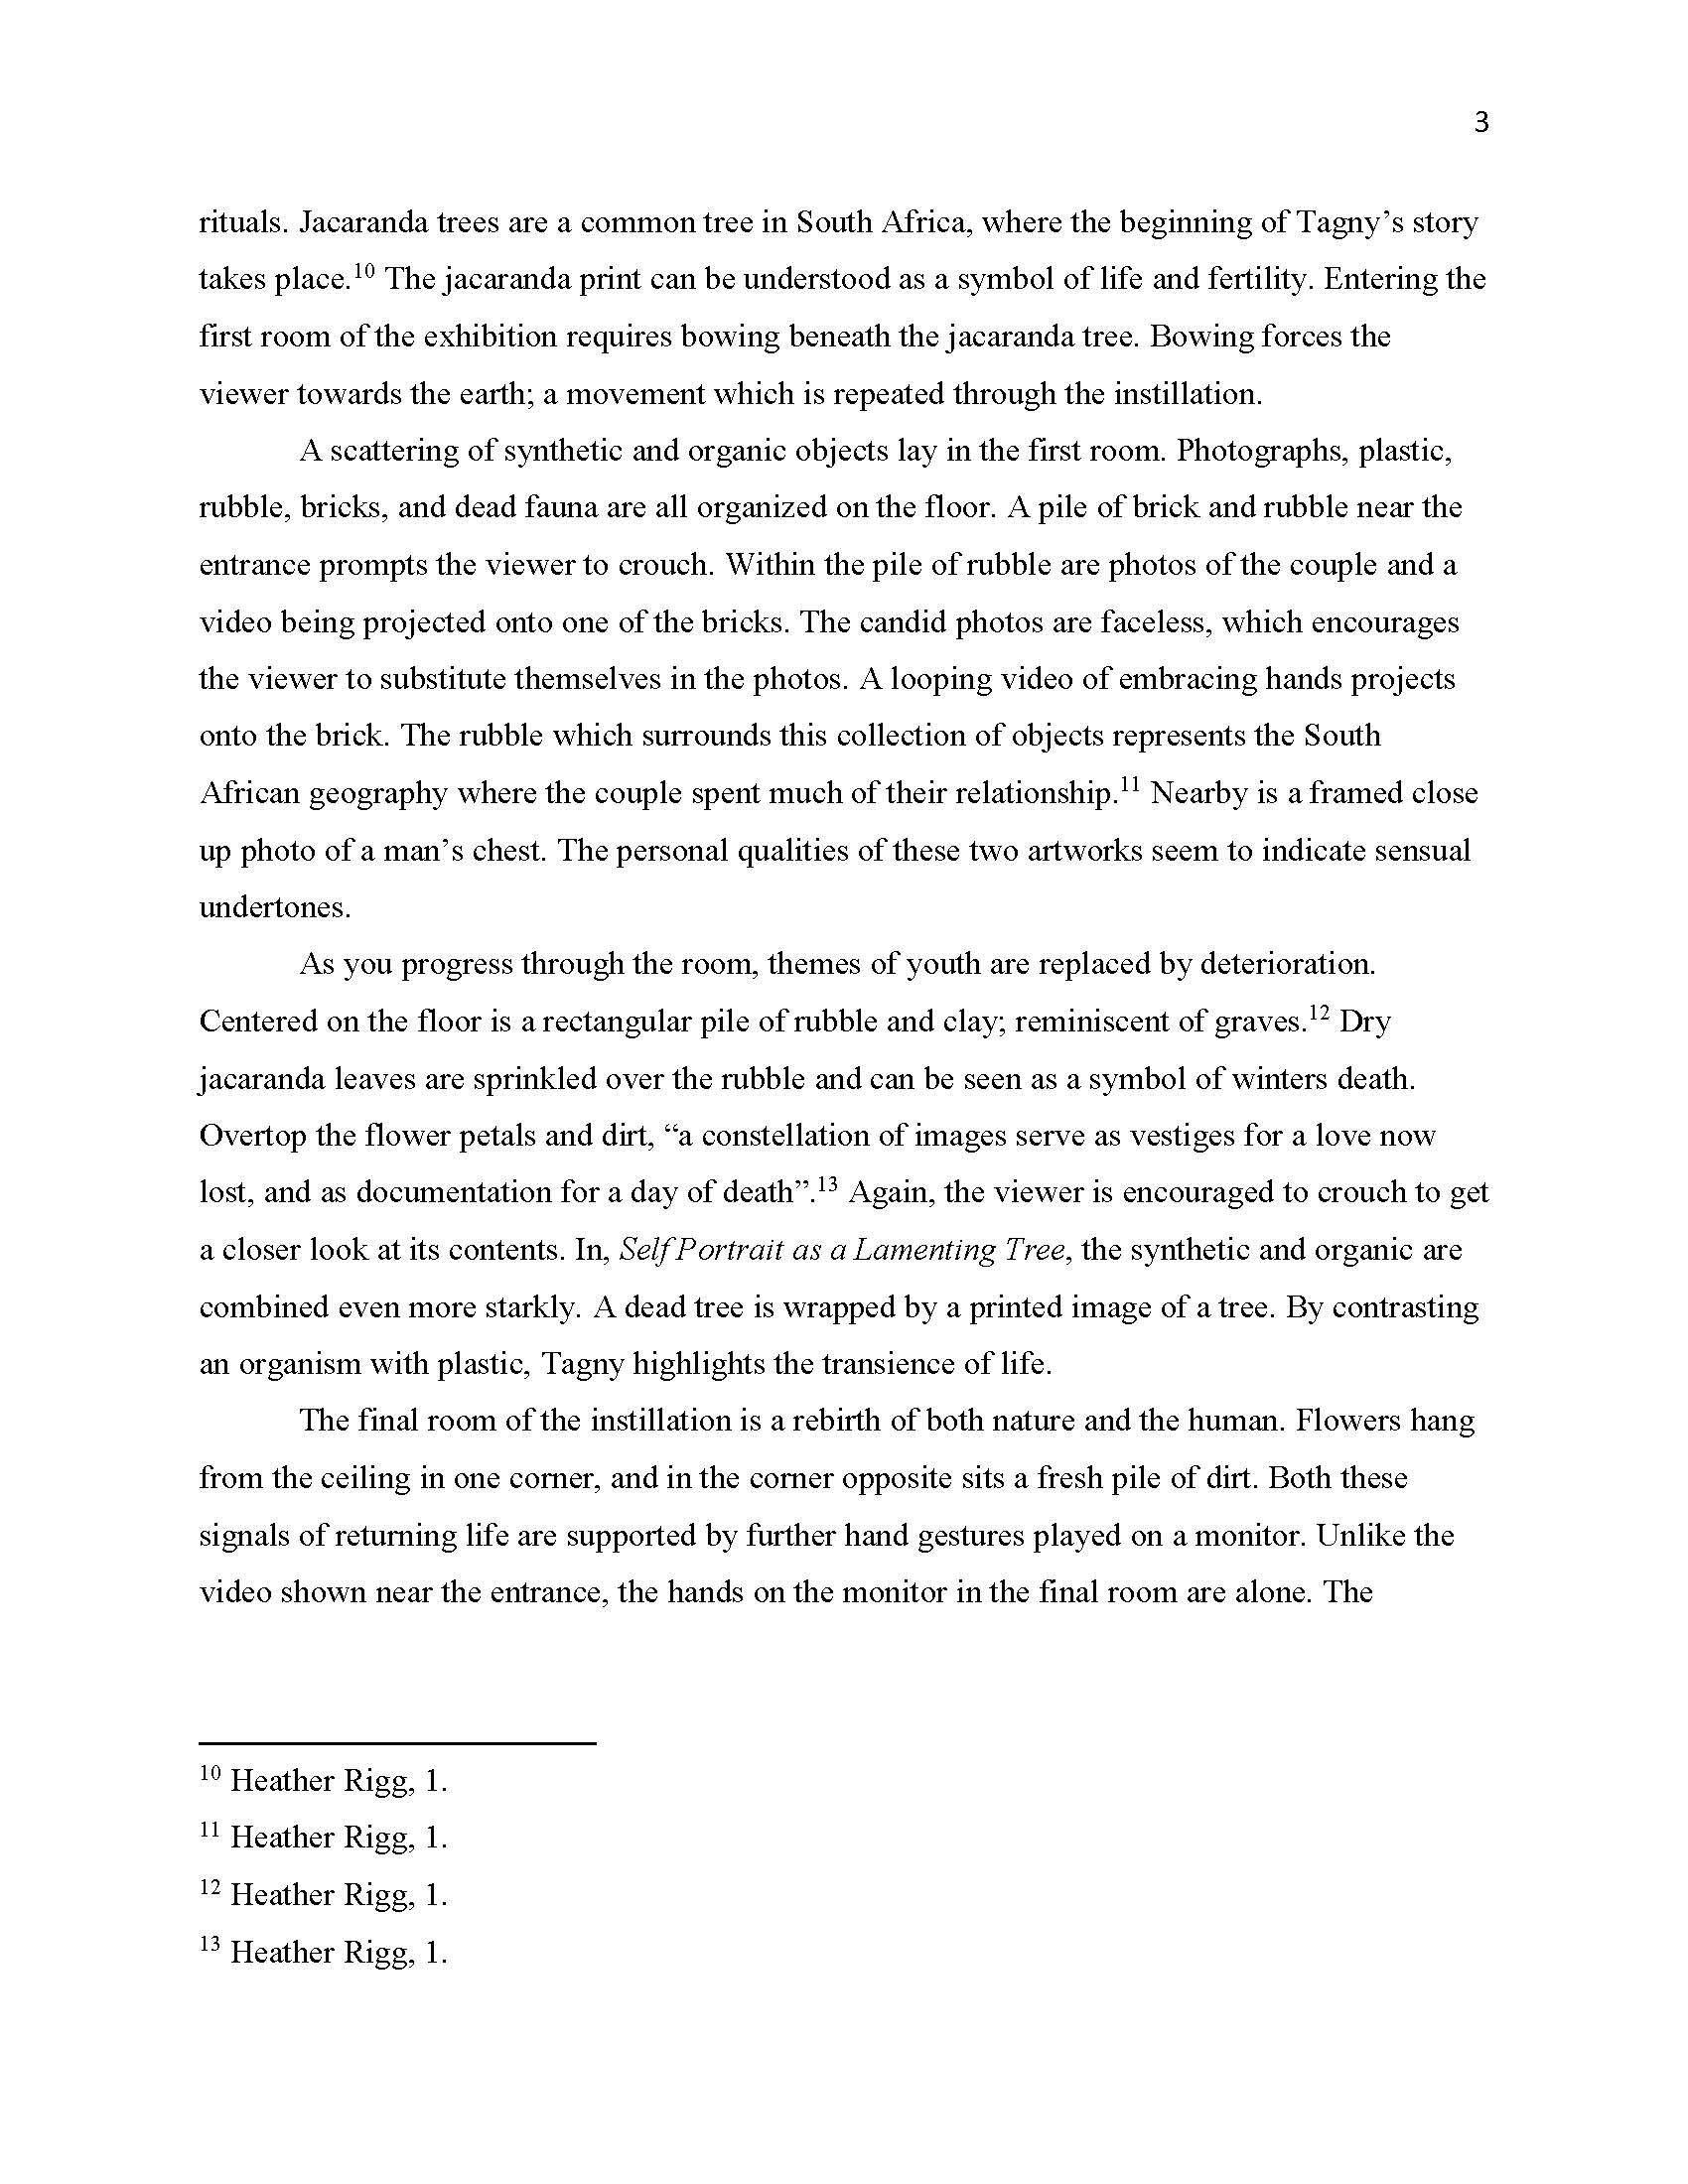 3
rituals. Jacaranda trees are a common tree in South Africa, where the beginning of Tagny’s story
takes place.10 The jacaranda print can be understood as a symbol of life and fertility. Entering the
first room of the exhibition requires bowing beneath the jacaranda tree. Bowing forces the
viewer towards the earth; a movement which is repeated through the instillation.
A scattering of synthetic and organic objects lay in the first room. Photographs, plastic,
rubble, bricks, and dead fauna are all organized on the floor. A pile of brick and rubble near the
entrance prompts the viewer to crouch. Within the pile of rubble are photos of the couple and a
video being projected onto one of the bricks. The candid photos are faceless, which encourages
the viewer to substitute themselves in the photos. A looping video of embracing hands projects
onto the brick. The rubble which surrounds this collection of objects represents the South
African geography where the couple spent much of their relationship.11 Nearby is a framed close
up photo of a man’s chest. The personal qualities of these two artworks seem to indicate sensual
undertones.
As you progress through the room, themes of youth are replaced by deterioration.
Centered on the floor is a rectangular pile of rubble and clay; reminiscent of graves.12 Dry
jacaranda leaves are sprinkled over the rubble and can be seen as a symbol of winters death.
Overtop the flower petals and dirt, “a constellation of images serve as vestiges for a love now
lost, and as documentation for a day of death”.13 Again, the viewer is encouraged to crouch to get
a closer look at its contents. In, Self Portrait as a Lamenting Tree, the synthetic and organic are
combined even more starkly. A dead tree is wrapped by a printed image of a tree. By contrasting
an organism with plastic, Tagny highlights the transience of life.
The final room of the instillation is a rebirth of both nature and the human. Flowers hang
from the ceiling in one corner, and in the corner opposite sits a fresh pile of dirt. Both these
signals of returning life are supported by further hand gestures played on a monitor. Unlike the
video shown near the entrance, the hands on the monitor in the final room are alone. The
10 Heather Rigg, 1.
11 Heather Rigg, 1.
12 Heather Rigg, 1.
13 Heather Rigg, 1.